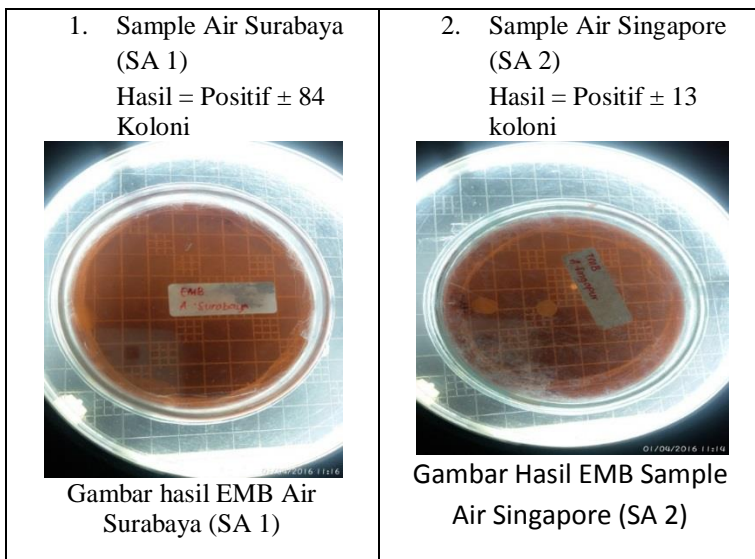 1. Sample Air Surabaya
(SA 1)
Hasil = Positif ± 84
Koloni
EMB
A. Surabaya
01/04/2016 11:16
Gambar hasil EMB Air
Surabaya (SA 1)
2. Sample Air Singapore
(SA 2)
Hasil = Positif ± 13
koloni
EMB
A. Singapore
01/04/2016 11:14
Gambar Hasil EMB Sample
Air Singapore (SA 2)